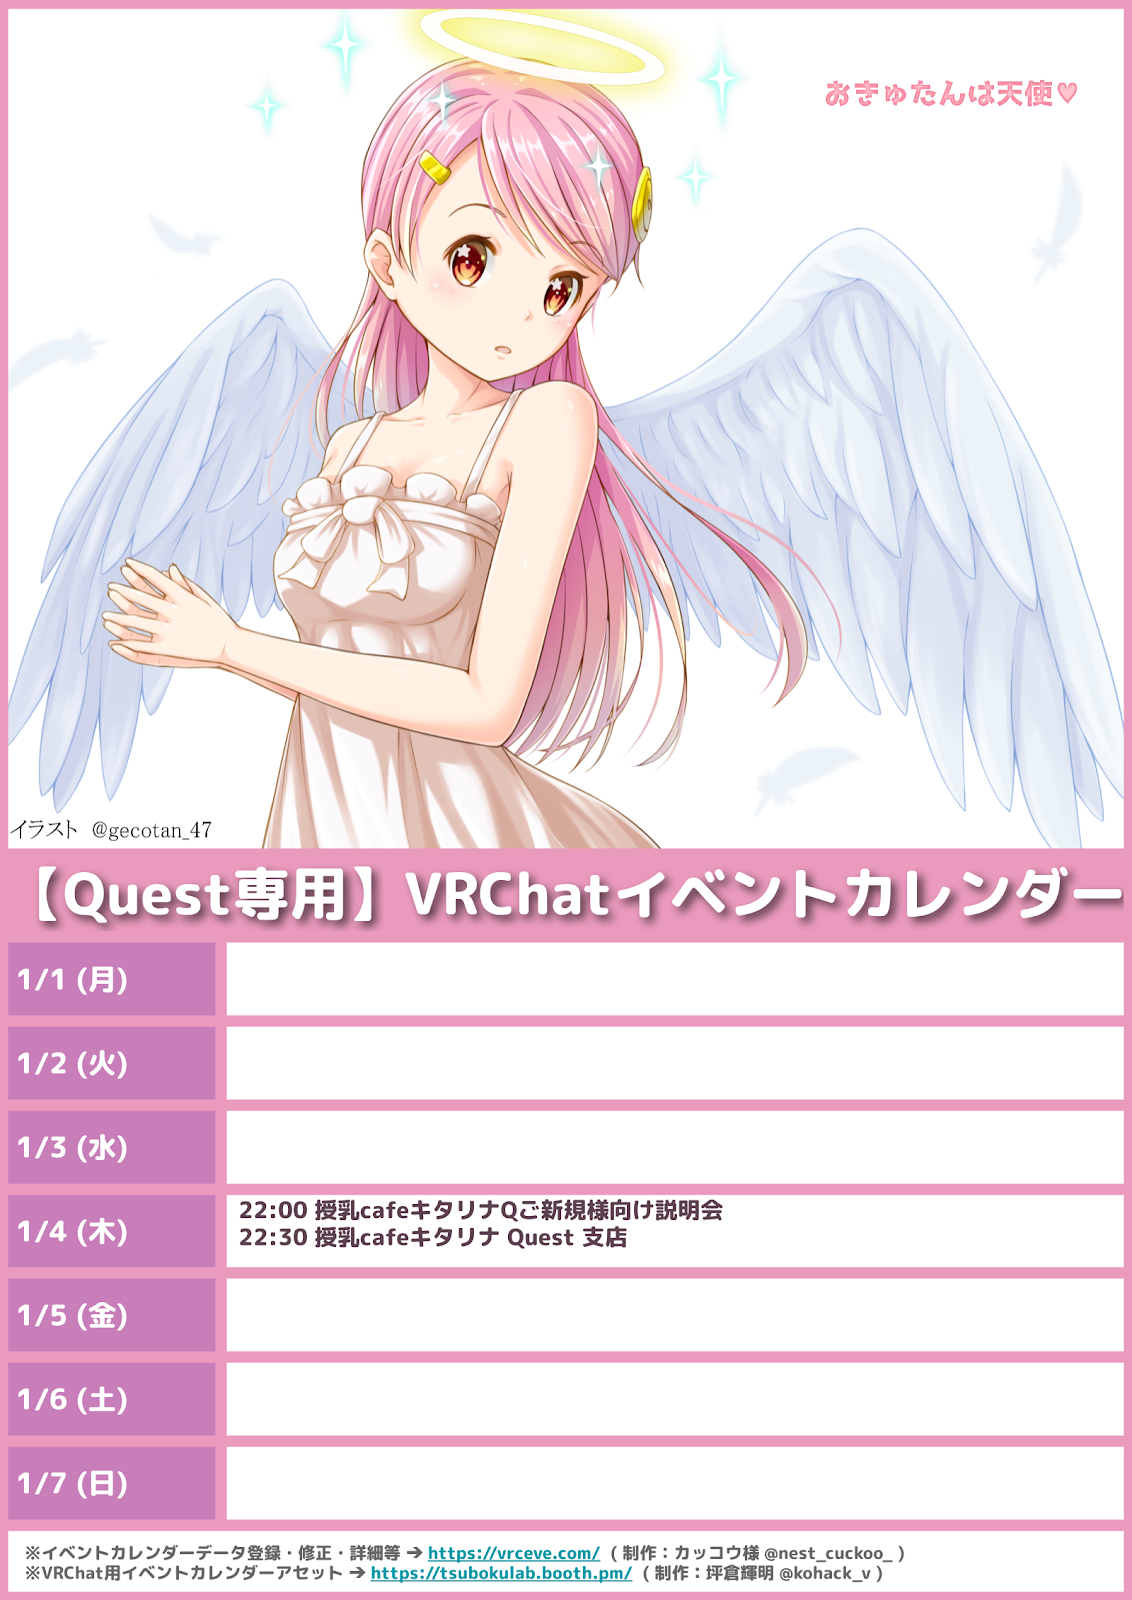 おきゅたんは天使♥
イラスト @gecotan_47
【Quest専用】VRChatイベントカレンダー
1/1 (月)
1/2 (火)
1/3 (水)
1/4 (木)
22:00 授乳cafeキタリナQご新規様向け説明会
22:30 授乳cafeキタリナ Quest 支店
1/5 (金)
1/6 (土)
1/7 (日)
※イベントカレンダーデータ登録・修正・詳細等 ➔ https://vrceve.com/ ( 制作：カッコウ様 @nest_cuckoo_ )
※VRChat用イベントカレンダーアセット ➔ https://tsubokulab.booth.pm/ ( 制作：坪倉輝明 @kohack_v )